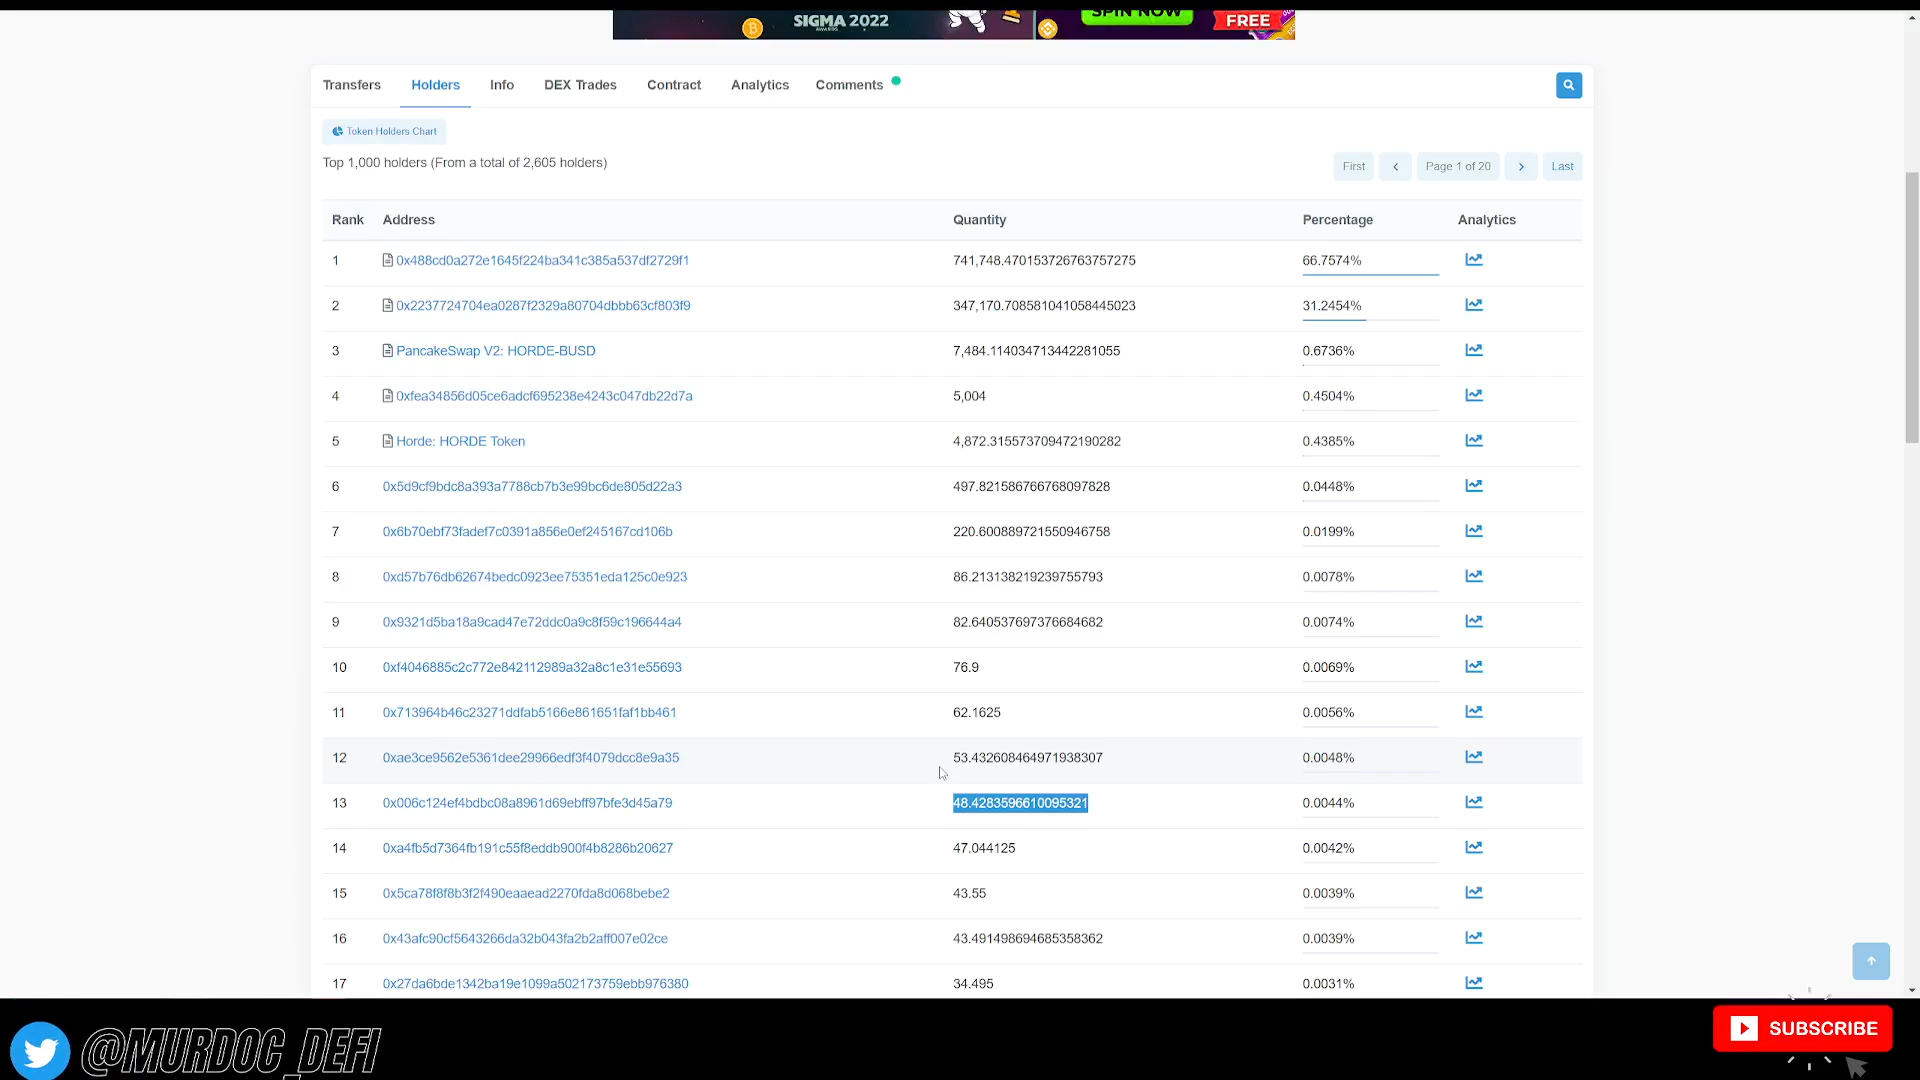 SIGMA 2022
AWARDS
SPIN NOW
FREE
Transfers Holders Info DEX Trades Contract Analytics Comments
Token Holders Chart
Top 1,000 holders (From a total of 2,605 holders)
First Page 1 of 20 Last
Rank Address Quantity Percentage Analytics
1 0x488cd0a272e1645f224ba341c385a537df2729f1 741,748.470153726763757275 66.7574%
2 0x2237724704ea0287f2329a80704dbbb63cf803f9 347,170.708581041058445023 31.2454%
3 PancakeSwap V2: HORDE-BUSD 7,484.114034713442281055 0.6736%
4 0xfea34856d05ce6adcf695238e4243c047db22d7a 5,004 0.4504%
5 Horde: HORDE Token 4,872.315573709472190282 0.4385%
6 0x5d9cf9bdc8a393a7788cb7b3e99bc6de805d22a3 497.821586766768097828 0.0448%
7 0x6b70ebf73fadef7c0391a856e0ef245167cd106b 220.600889721550946758 0.0199%
8 0xd57b76db62674bedc0923ee75351eda125c0e923 86.213138219239755793 0.0078%
9 0x9321d5ba18a9cad47e72ddc0a9c8f59c196644a4 82.640537697376684682 0.0074%
10 0xf4046885c2c772e842112989a32a8c1e31e55693 76.9 0.0069%
11 0x713964b46c23271ddfab5166e861651faf1bb461 62.1625 0.0056%
12 0xae3ce9562e5361dee29966edf3f4079dcc8e9a35 53.432608464971938307 0.0048%
13 0x006c124ef4bdbc08a8961d69ebff97bfe3d45a79 48.4283596610095321 0.0044%
14 0xa4fb5d7364fb191c55f8eddb900f4b8286b20627 47.044125 0.0042%
15 0x5ca78f8f8b3f2f490eaaead2270fda8d068bebe2 43.55 0.0039%
16 0x43afc90cf5643266da32b043fa2b2aff007e02ce 43.491498694685358362 0.0039%
17 0x27da6bde1342ba19e1099a502173759ebb976380 34.495 0.0031%
@MURDOC_DEFI
SUBSCRIBE